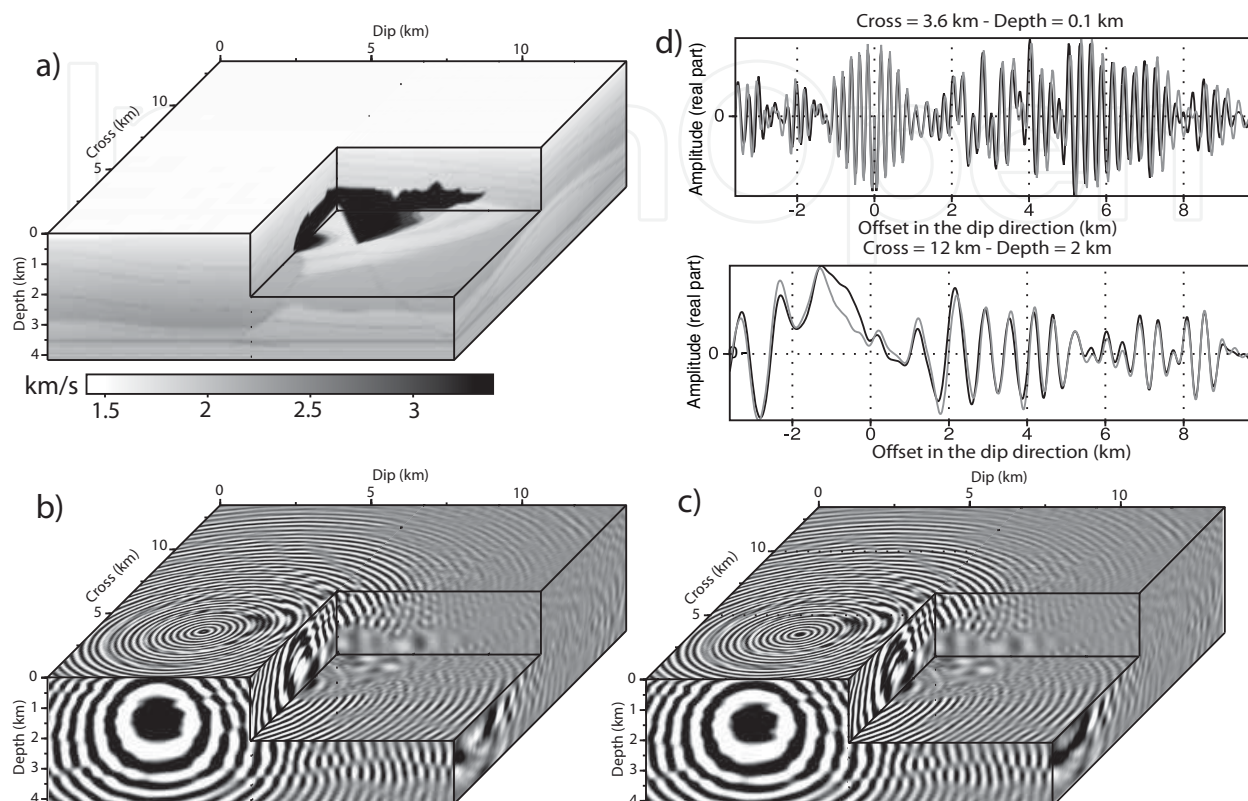 a)
Dip (km)
0 5 10
Cross (km)
10
5
0
1
2
3
4
Depth (km)
km/s
1.5 2 2.5 3
d)
Cross = 3.6 km - Depth = 0.1 km
Amplitude (real part)
0
-2 0 2 4 6 8
Offset in the dip direction (km)
Cross = 12 km - Depth = 2 km
Amplitude (real part)
0 0
-2 0 2 4 6 8
Offset in the dip direction (km)
b)
Dip (km)
0 5 10
Cross (km)
10
5
0
1
2
3
4
Depth (km)
c)
Dip (km)
0 5 10
Cross (km)
10
5
0
1
2
3
4
Depth (km)